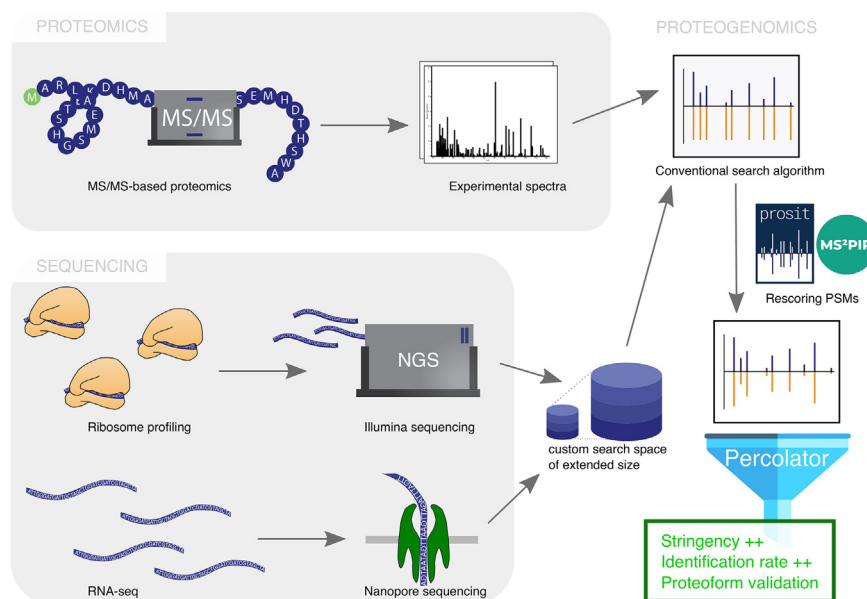 PROTEOMICS
PROTEOGENOMICS
MS/MS
MS/MS-based proteomics
Experimental spectra
Conventional search algorithm
prosit
MS²PIP
Rescoring PSMs
SEQUENCING
NGS
Ribosome profiling
Illumina sequencing
custom search space
of extended size
Percolator
RNA-seq
Nanopore sequencing
Stringency ++
Identification rate ++
Proteoform validation